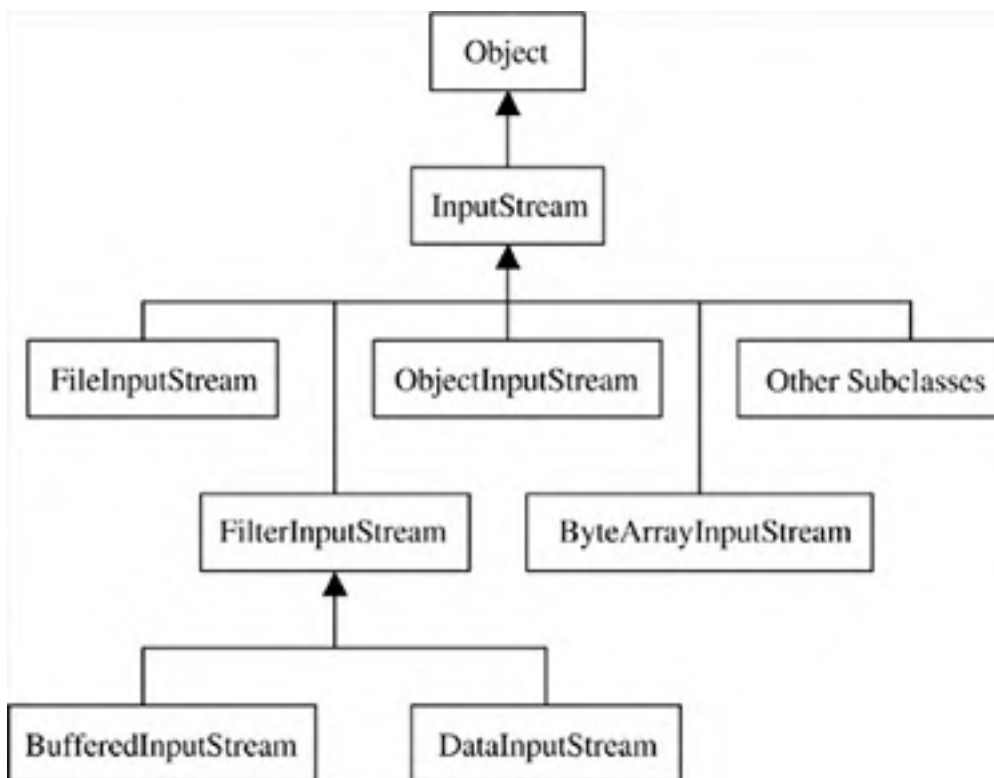 Object
InputStream
FileInputStream
ObjectInputStream
Other Subclasses
FilterInputStream
ByteArrayInputStream
BufferedInputStream
DataInputStream